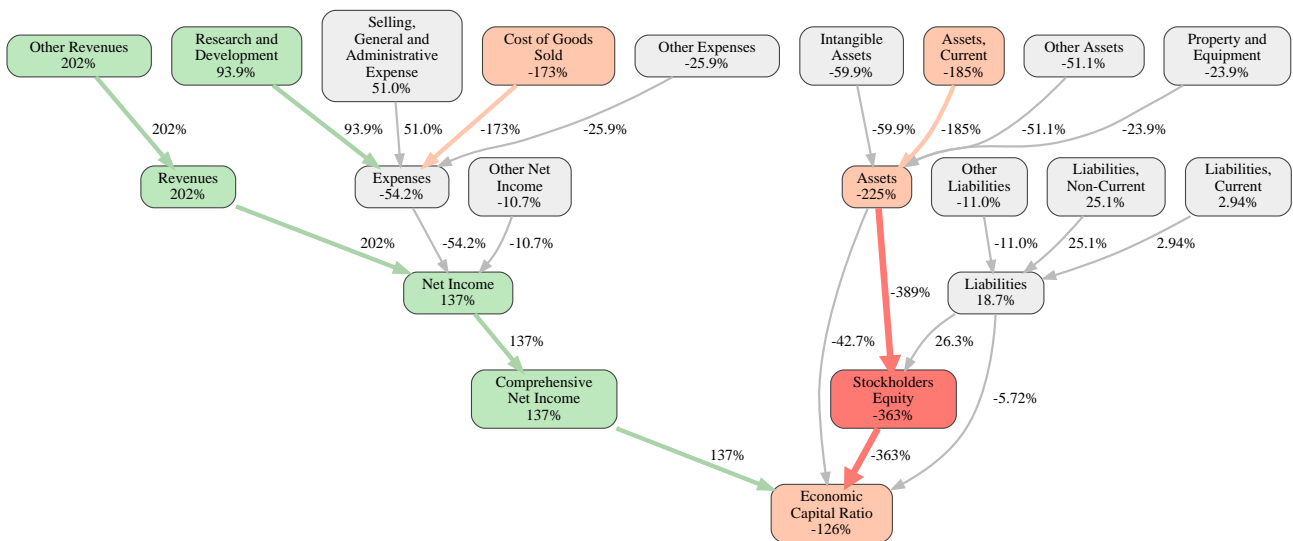 Other Revenues
202%
Research and
Development
93.9%
Selling,
General and
Administrative
Expense
51.0%
Cost of Goods
Sold
-173%
Other Expenses
-25.9%
Intangible
Assets
-59.9%
Assets,
Current
-185%
Other Assets
-51.1%
Property and
Equipment
-23.9%
202%
93.9%
51.0%
-173%
-25.9%
-59.9%
-185%
-51.1%
-23.9%
Revenues
202%
Expenses
-54.2%
Other Net
Income
-10.7%
Assets
-225%
Other
Liabilities
-11.0%
Liabilities,
Non-Current
25.1%
Liabilities,
Current
2.94%
202%
-54.2%
-10.7%
-11.0%
25.1%
2.94%
Net Income
137%
-389%
Liabilities
18.7%
137%
-42.7%
26.3%
Comprehensive
Net Income
137%
Stockholders
Equity
-363%
-5.72%
137%
-363%
Economic
Capital Ratio
-126%